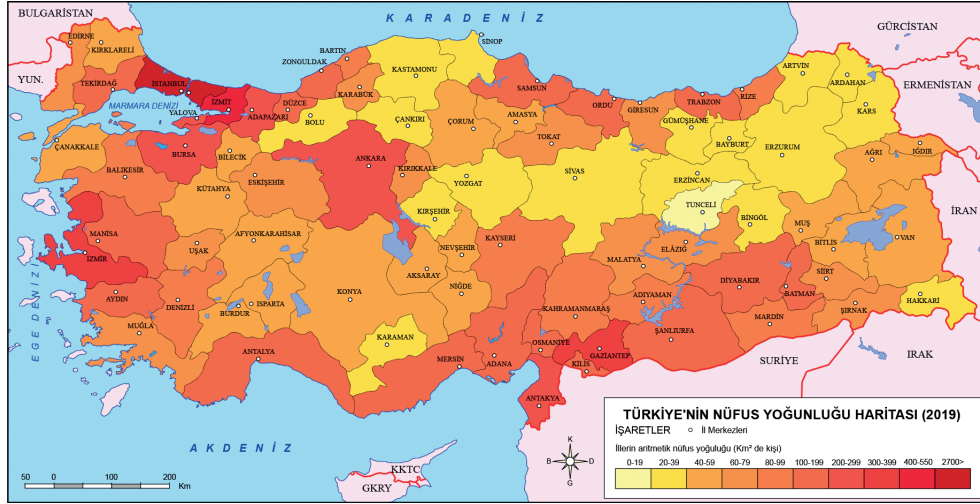 BULGARİSTAN
KARADENİZ
GÜRCİSTAN
EDİRNE
KIRKLARELİ
SİNOP
BARTIN
ZONGULDAK
KASTAMONU
ARTVİN
ARDAHAN
YUN.
TEKİRDAĞ
İSTANBUL
KARABÜK
SAMSUN
ERMENİSTAN
MARMARA DENİZİ
İZMİT
DÜZCE
ORDU
TRABZON
RİZE
KARS
YALOVA
ADAPAZARI
BOLU
ÇANKIRI
ÇORUM
AMASYA
GİRESUN
GÜMÜŞHANE
ÇANAKKALE
BURSA
BİLECİK
TOKAT
BAYBURT
ERZURUM
AĞRI
IĞDIR
BALIKESİR
ESKİŞEHİR
ANKARA
KIRIKKALE
YOZGAT
SİVAS
ERZİNCAN
İRAN
KÜTAHYA
TUNCELİ
KIRŞEHİR
BİNGÖL
MUŞ
EGE DENİZİ
MANİSA
İZMİR
UŞAK
AFYONKARAHİSAR
NEVŞEHİR
KAYSERİ
ELÂZIĞ
BİTLİS
VAN
MALATYA
AKSARAY
SİİRT
AYDIN
DENİZLİ
BURDUR
ISPARTA
KONYA
NİĞDE
ADIYAMAN
DİYARBAKIR
BATMAN
HAKKARİ
KAHRAMANMARAŞ
ŞIRNAK
MUĞLA
KARAMAN
MARDİN
ŞANLIURFA
ANTALYA
MERSİN
ADANA
OSMANİYE
GAZİANTEP
KİLİS
SURİYE
IRAK
ANTAKYA
AKDENİZ
KKTC
GKRY
K
B
D
G
50 0 100 200
Km
TÜRKİYE'NİN NÜFUS YOĞUNLUĞU HARİTASI (2019)
İŞARETLER İl Merkezleri
İllerin aritmetik nüfus yoğuluğu (Km² de kişi)
0-19 20-39 40-59 60-79 80-99 100-199 200-299 300-399 400-550 2700>